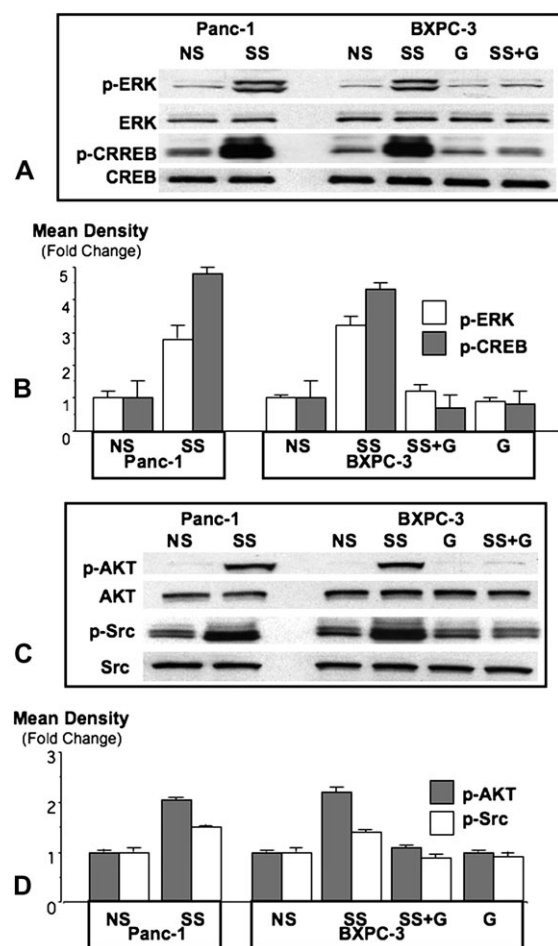 Panc-1 BXPC-3
NS SS NS SS G SS+G
p-ERK
ERK
p-CRREB
A
CREB
Mean Density
(Fold Change)
5
4
3
2
1
0
p-ERK
p-CREB
B
NS SS NS SS SS+G G
Panc-1 BXPC-3
Panc-1 BXPC-3
NS SS NS SS G SS+G
p-AKT
AKT
p-Src
C
Src
Mean Density
(Fold Change)
3
2
1
0
p-AKT
p-Src
D
NS SS NS SS SS+G G
Panc-1 BXPC-3